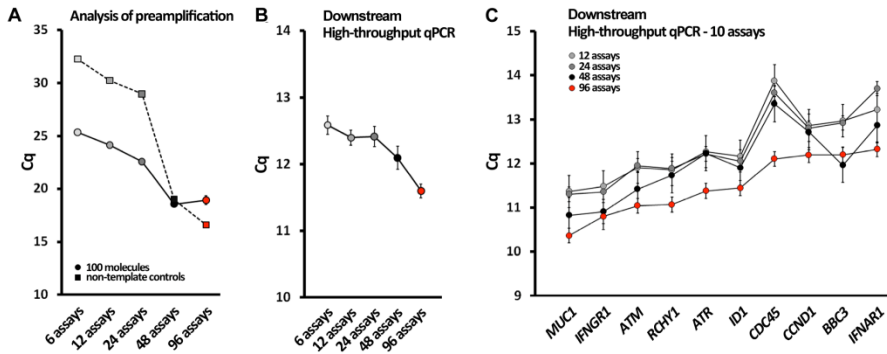 A
Analysis of preamplification
Cq
35
30
25
20
15
10
100 molecules
non-template controls
6 assays
12 assays
24 assays
48 assays
96 assays
B
Downstream
High-throughput qPCR
Cq
14
13
12
11
10
6 assays
12 assays
24 assays
48 assays
96 assays
C
Downstream
High-throughput qPCR - 10 assays
12 assays
24 assays
48 assays
96 assays
Cq
15
14
13
12
11
10
9
MUC1
IFNGR1
ATM
RCHY1
ATR
ID1
CDC45
CCND1
BBC3
IFNAR1